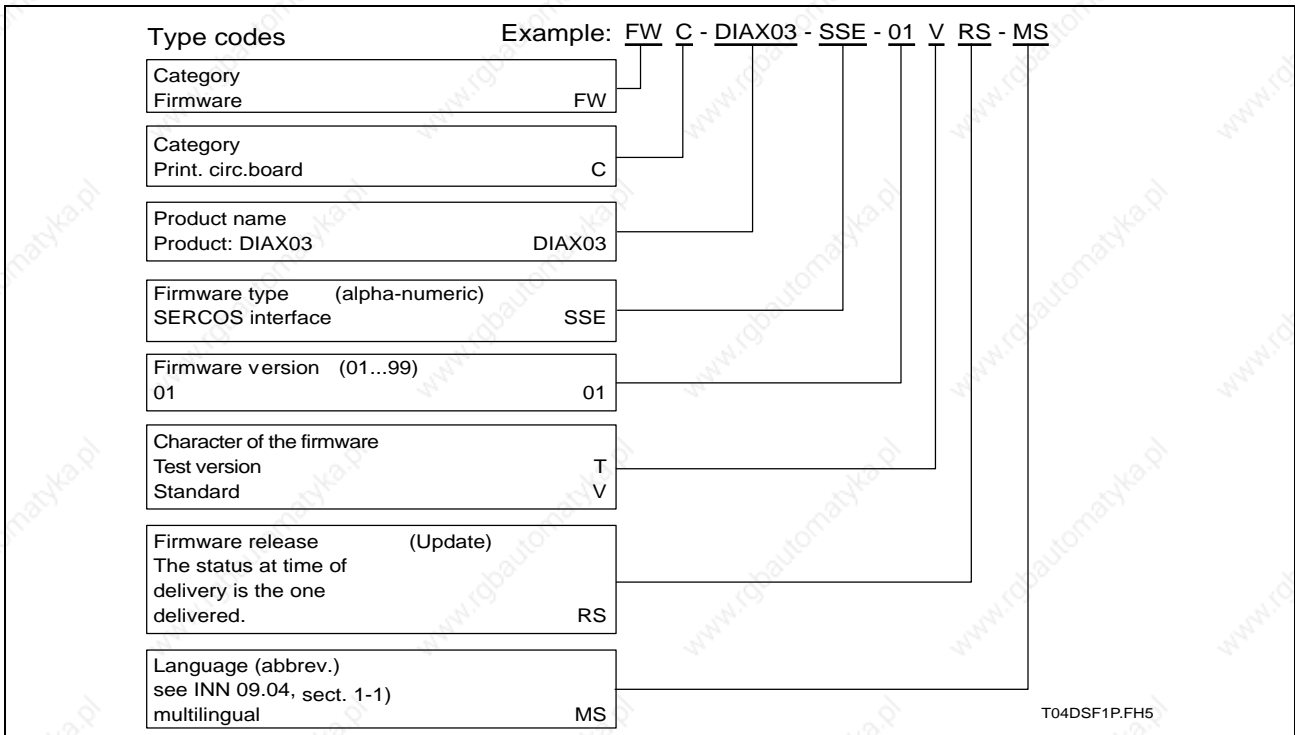 Type codes
Example: FW C - DIAX03 - SSE - 01 V RS - MS
Category
Firmware FW
Category
Print. circ.board C
Product name
Product: DIAX03 DIAX03
Firmware type (alpha-numeric)
SERCOS interface SSE
Firmware version (01...99)
01 01
Character of the firmware
Test version T
Standard V
Firmware release (Update)
The status at time of
delivery is the one
delivered. RS
Language (abbrev.)
see INN 09.04, sect. 1-1)
multilingual MS
T04DSF1P.FH5
www.rgbautomatyka.pl